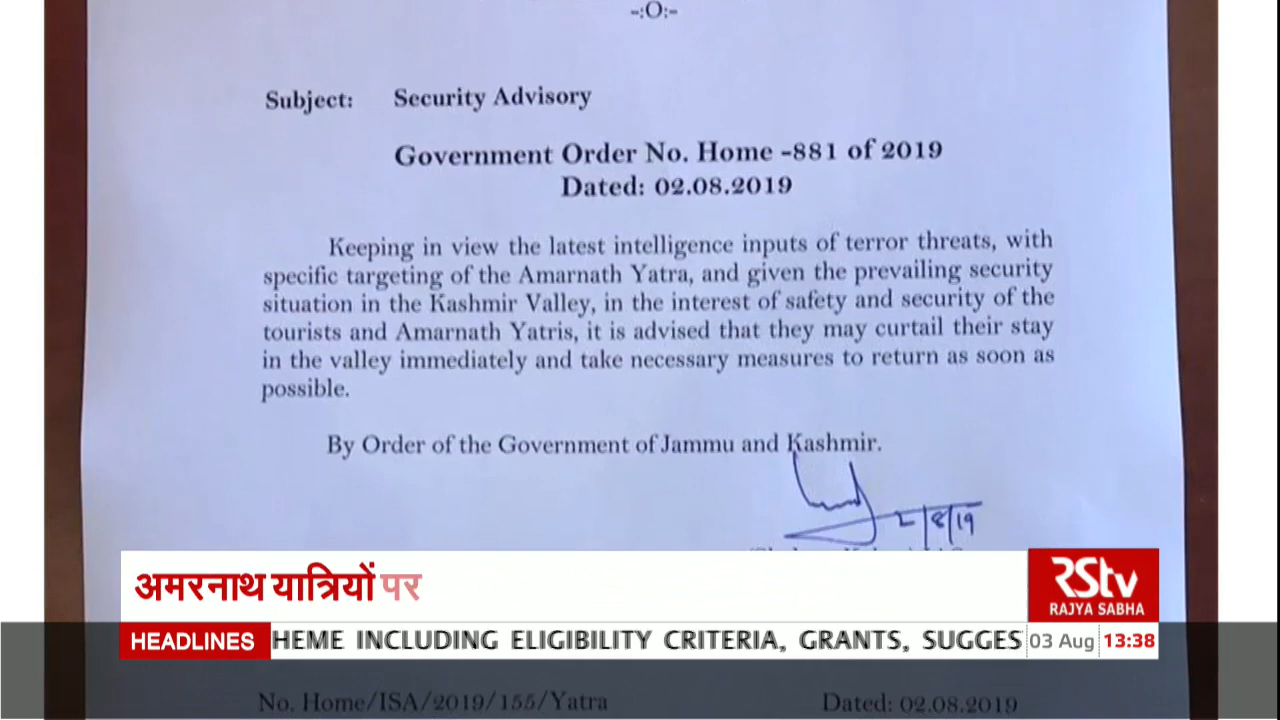 -:O:-
Subject: Security Advisory
Government Order No. Home -881 of 2019
Dated: 02.08.2019
Keeping in view the latest intelligence inputs of terror threats, with
specific targeting of the Amarnath Yatra, and given the prevailing security
situation in the Kashmir Valley, in the interest of safety and security of the
tourists and Amarnath Yatris, it is advised that they may curtail their stay
in the valley immediately and take necessary measures to return as soon as
possible.
By Order of the Government of Jammu and Kashmir.
2/8/19
अमरनाथ यात्रियों पर
RStv
RAJYA SABHA
HEADLINES HEME INCLUDING ELIGIBILITY CRITERIA, GRANTS, SUGGES 03 Aug 13:38
No. Home/ISA/2019/155/Yatra Dated: 02.08.2019